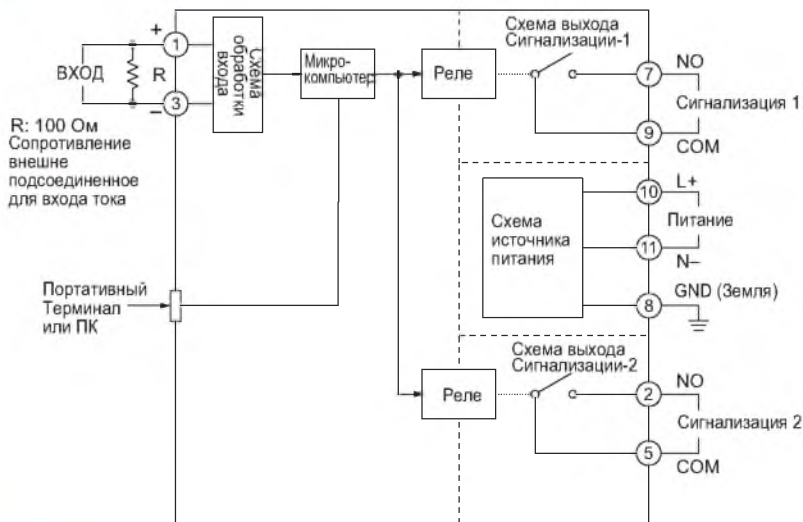 Схема выхода
Сигнализации-1
+
1
ВХОД
R
3
−
Схема
обработки
входа
Микро-
компьютер
Реле
7
NO
Сигнализация 1
9
COM
R: 100 Ом
Сопротивление
внешне
подсоединенное
для входа тока
Схема
источника
питания
10
L+
Питание
11
N−
8
GND (Земля)
Портативный
Терминал
или ПК
Схема выхода
Сигнализации-2
Реле
2
NO
Сигнализация 2
5
COM